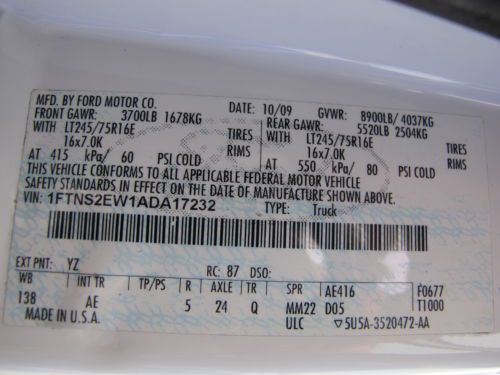 MFD. BY FORD MOTOR CO.
DATE: 10/09 GVWR: 8900LB/ 4037KG
FRONT GAWR: 3700LB 1678KG REAR GAWR: 5520LB 2504KG
WITH LT245/75R16E TIRES WITH LT245/75R16E TIRES
16x7.0K RIMS 16x7.0K RIMS
AT 415 kPa/ 60 PSI COLD AT 550 kPa/ 80 PSI COLD
THIS VEHICLE CONFORMS TO ALL APPLICABLE FEDERAL MOTOR VEHICLE
SAFETY STANDARDS IN EFFECT ON THE DATE OF MANUFACTURE SHOWN ABOVE.
VIN: 1FTNS2EW1ADA17232 TYPE: Truck
EXT PNT: YZ RC: 87 DSO:
WB INT TR TP/PS R AXLE TR SPR AE416 F0677
138 AE 5 24 Q MM22 D05 T1000
MADE IN U.S.A. ULC 5U5A-3520472-AA